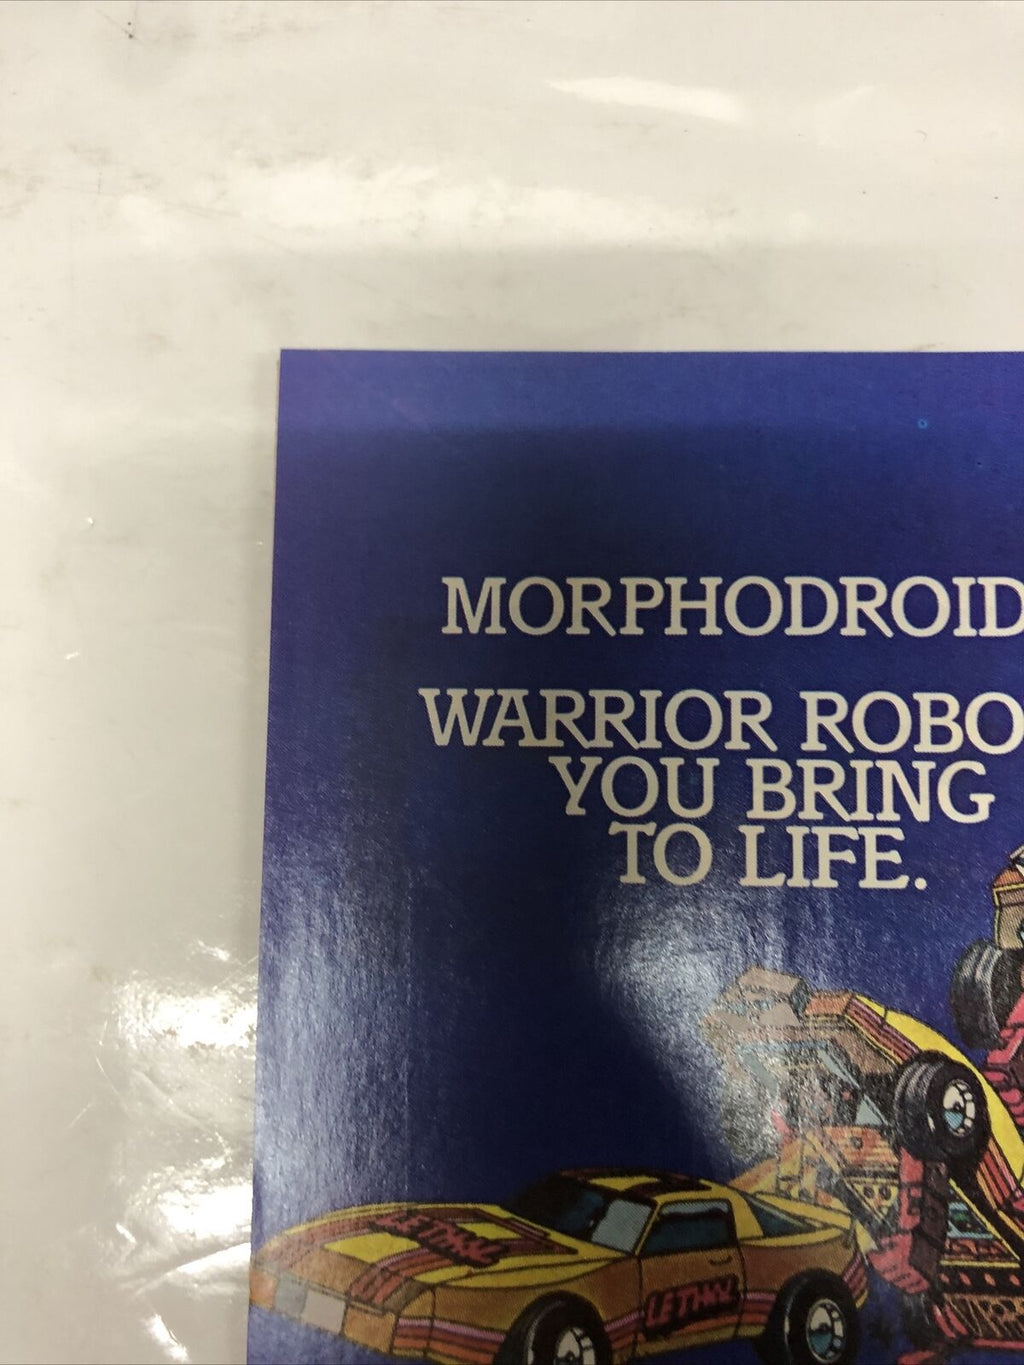 MORPHODROID
WARRIOR ROBO
YOU BRING
TO LIFE.
LETHAL
LETHAL